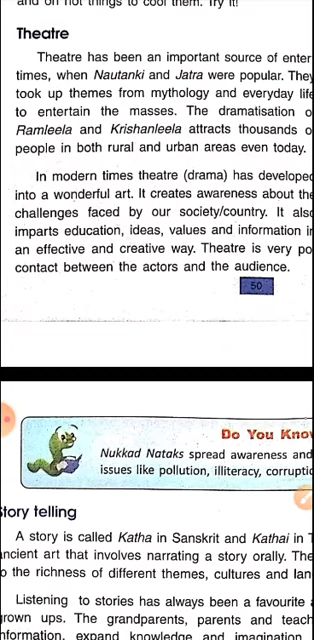 and on hot things to cool them. Try it!
Theatre
Theatre has been an important source of enter
times, when Nautanki and Jatra were popular. They
took up themes from mythology and everyday life
to entertain the masses. The dramatisation o
Ramleela and Krishanleela attracts thousands o
people in both rural and urban areas even today.
In modern times theatre (drama) has developed
into a wonderful art. It creates awareness about the
challenges faced by our society/country. It also
imparts education, ideas, values and information in
an effective and creative way. Theatre is very po
contact between the actors and the audience.
50
Do You Know
Nukkad Nataks spread awareness and
issues like pollution, illiteracy, corruptio
Story telling
A story is called Katha in Sanskrit and Kathai in T
ancient art that involves narrating a story orally. The
o the richness of different themes, cultures and lan
Listening to stories has always been a favourite
grown ups. The grandparents, parents and teach
nformation, expand knowledge and imagination